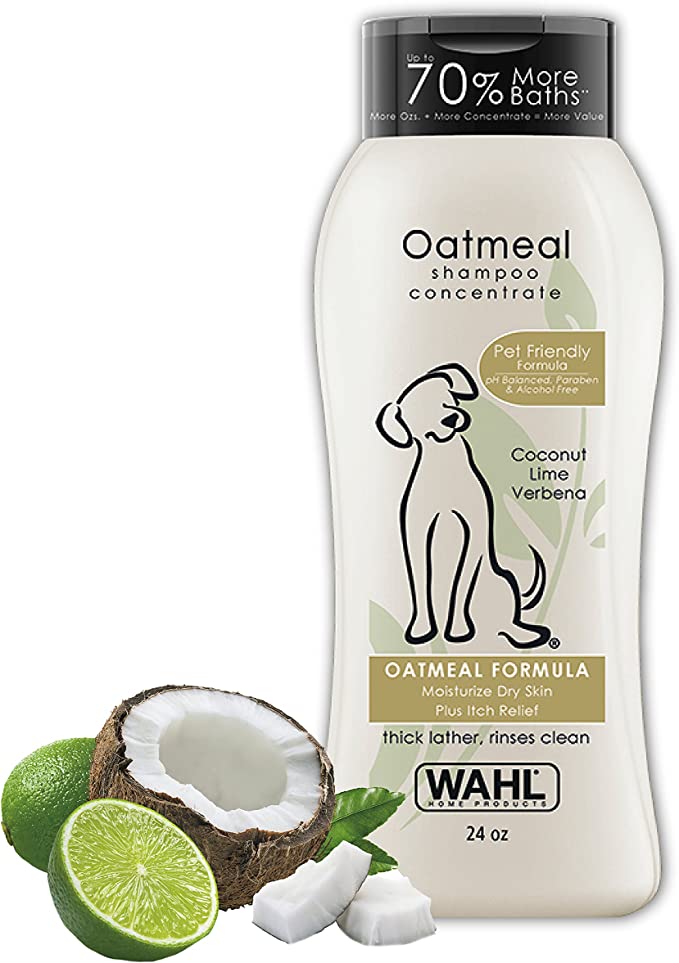 Up to
70% More
Baths**
More Ozs. + More Concentrate = More Value
Oatmeal
shampoo
concentrate
Pet Friendly
Formula
pH Balanced, Paraben
& Alcohol Free
Coconut
Lime
Verbena
®
OATMEAL FORMULA
Moisturize Dry Skin
Plus Itch Relief
thick lather, rinses clean
WAHL®
HOME PRODUCTS
24 oz